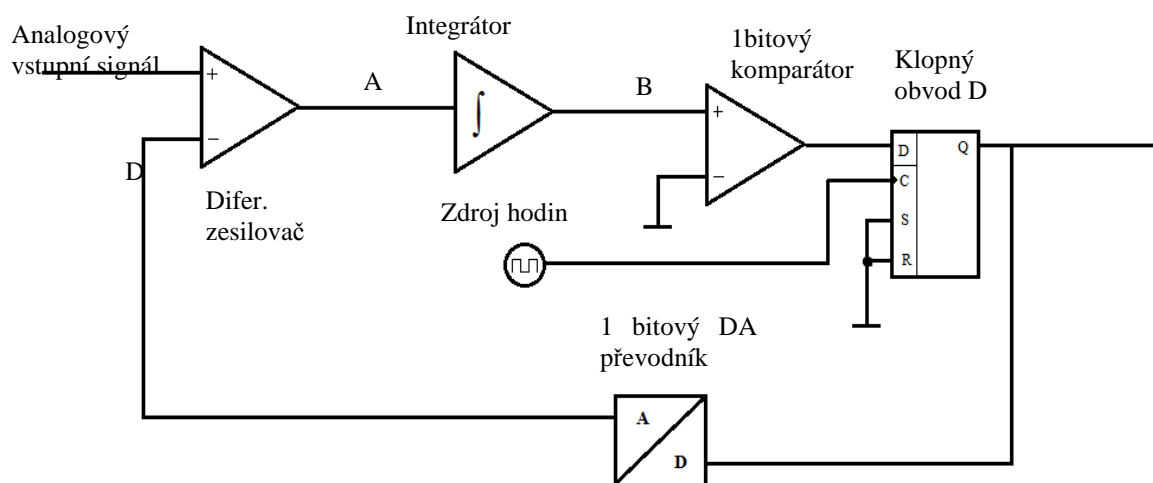 Analogový
vstupní signál
Integrátor
1bitový
komparátor
Klopný
obvod D
A
B
+
−
∫
+
−
D
Q
C
S
R
D
Difer.
zesilovač
Zdroj hodin
1 bitový DA
převodník
A
D